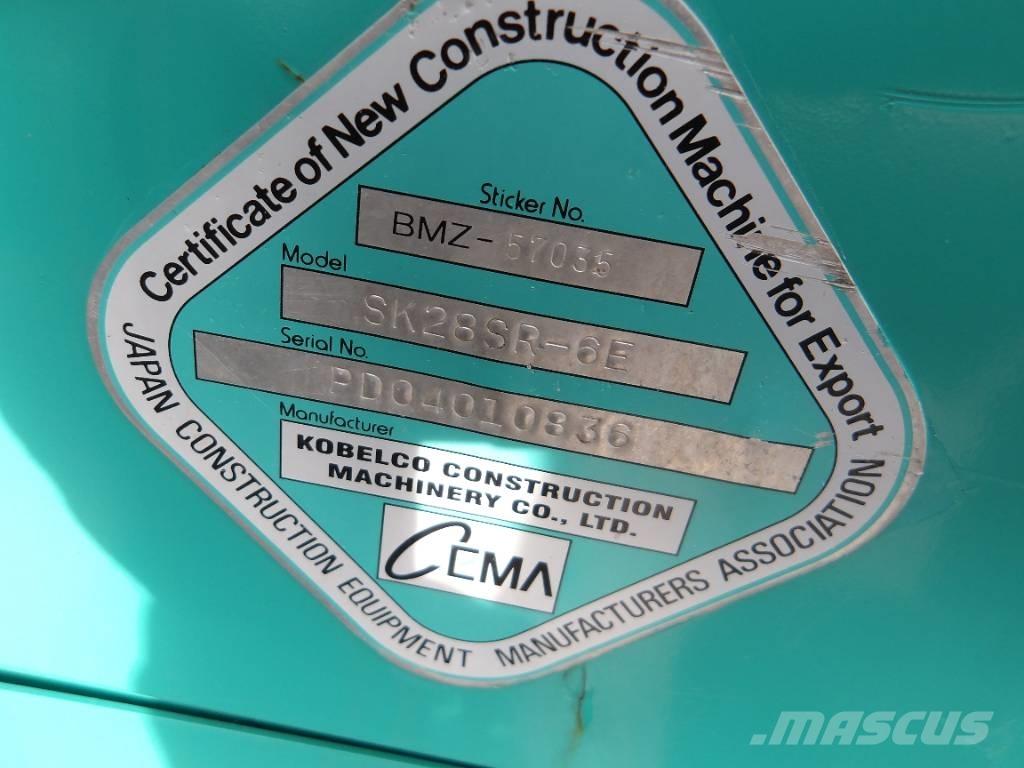 Certificate of New Construction Machine for Export
Sticker No.
BMZ-57035
Model
SK28SR-6E
Serial No.
PD04010836
Manufacturer
KOBELCO CONSTRUCTION
MACHINERY CO., LTD.
CEMA
JAPAN CONSTRUCTION EQUIPMENT MANUFACTURERS ASSOCIATION
MASCUS